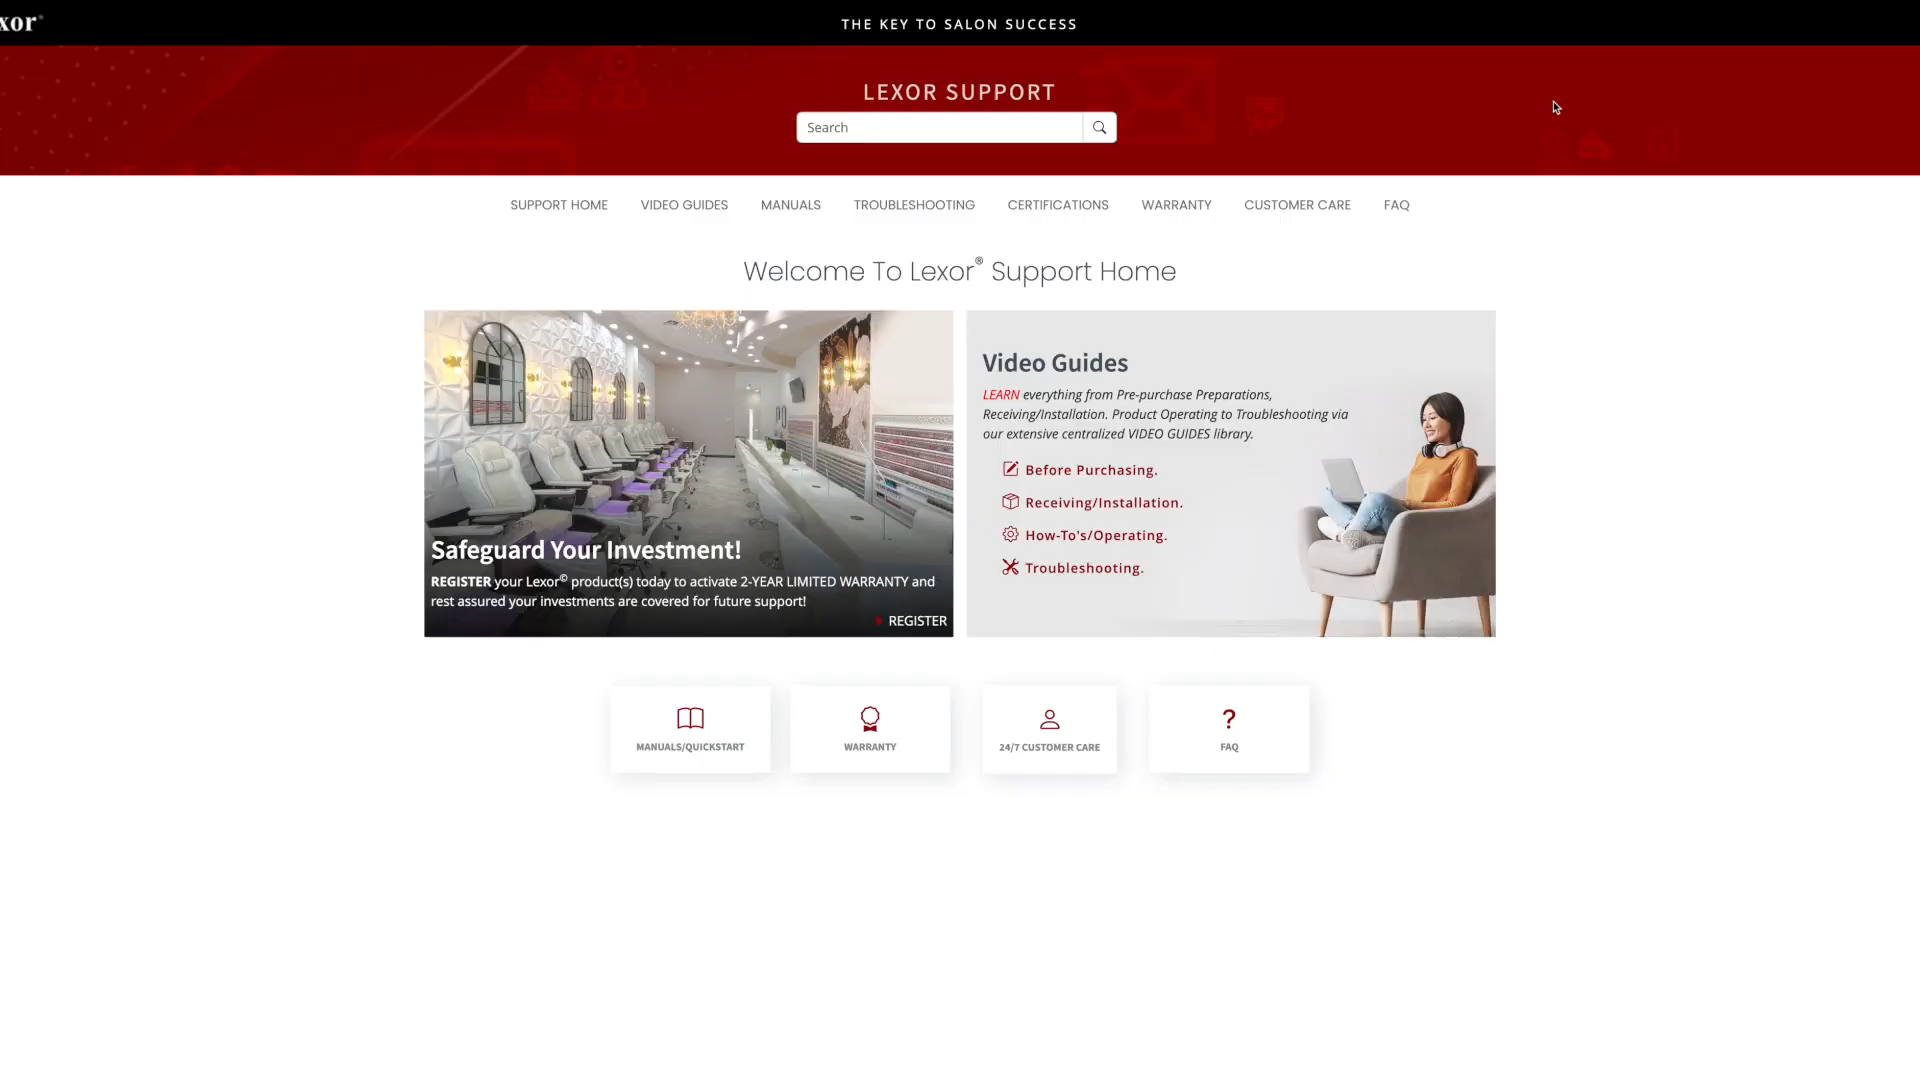 xor®
THE KEY TO SALON SUCCESS
LEXOR SUPPORT
Search
SUPPORT HOME VIDEO GUIDES MANUALS TROUBLESHOOTING CERTIFICATIONS WARRANTY CUSTOMER CARE FAQ
Welcome To Lexor® Support Home
Safeguard Your Investment!
REGISTER your Lexor© product(s) today to activate 2-YEAR LIMITED WARRANTY and
rest assured your investments are covered for future support!
REGISTER
Video Guides
LEARN everything from Pre-purchase Preparations,
Receiving/Installation. Product Operating to Troubleshooting via
our extensive centralized VIDEO GUIDES library.
Before Purchasing.
Receiving/Installation.
How-To's/Operating.
Troubleshooting.
MANUALS/QUICKSTART
WARRANTY
24/7 CUSTOMER CARE
?
FAQ